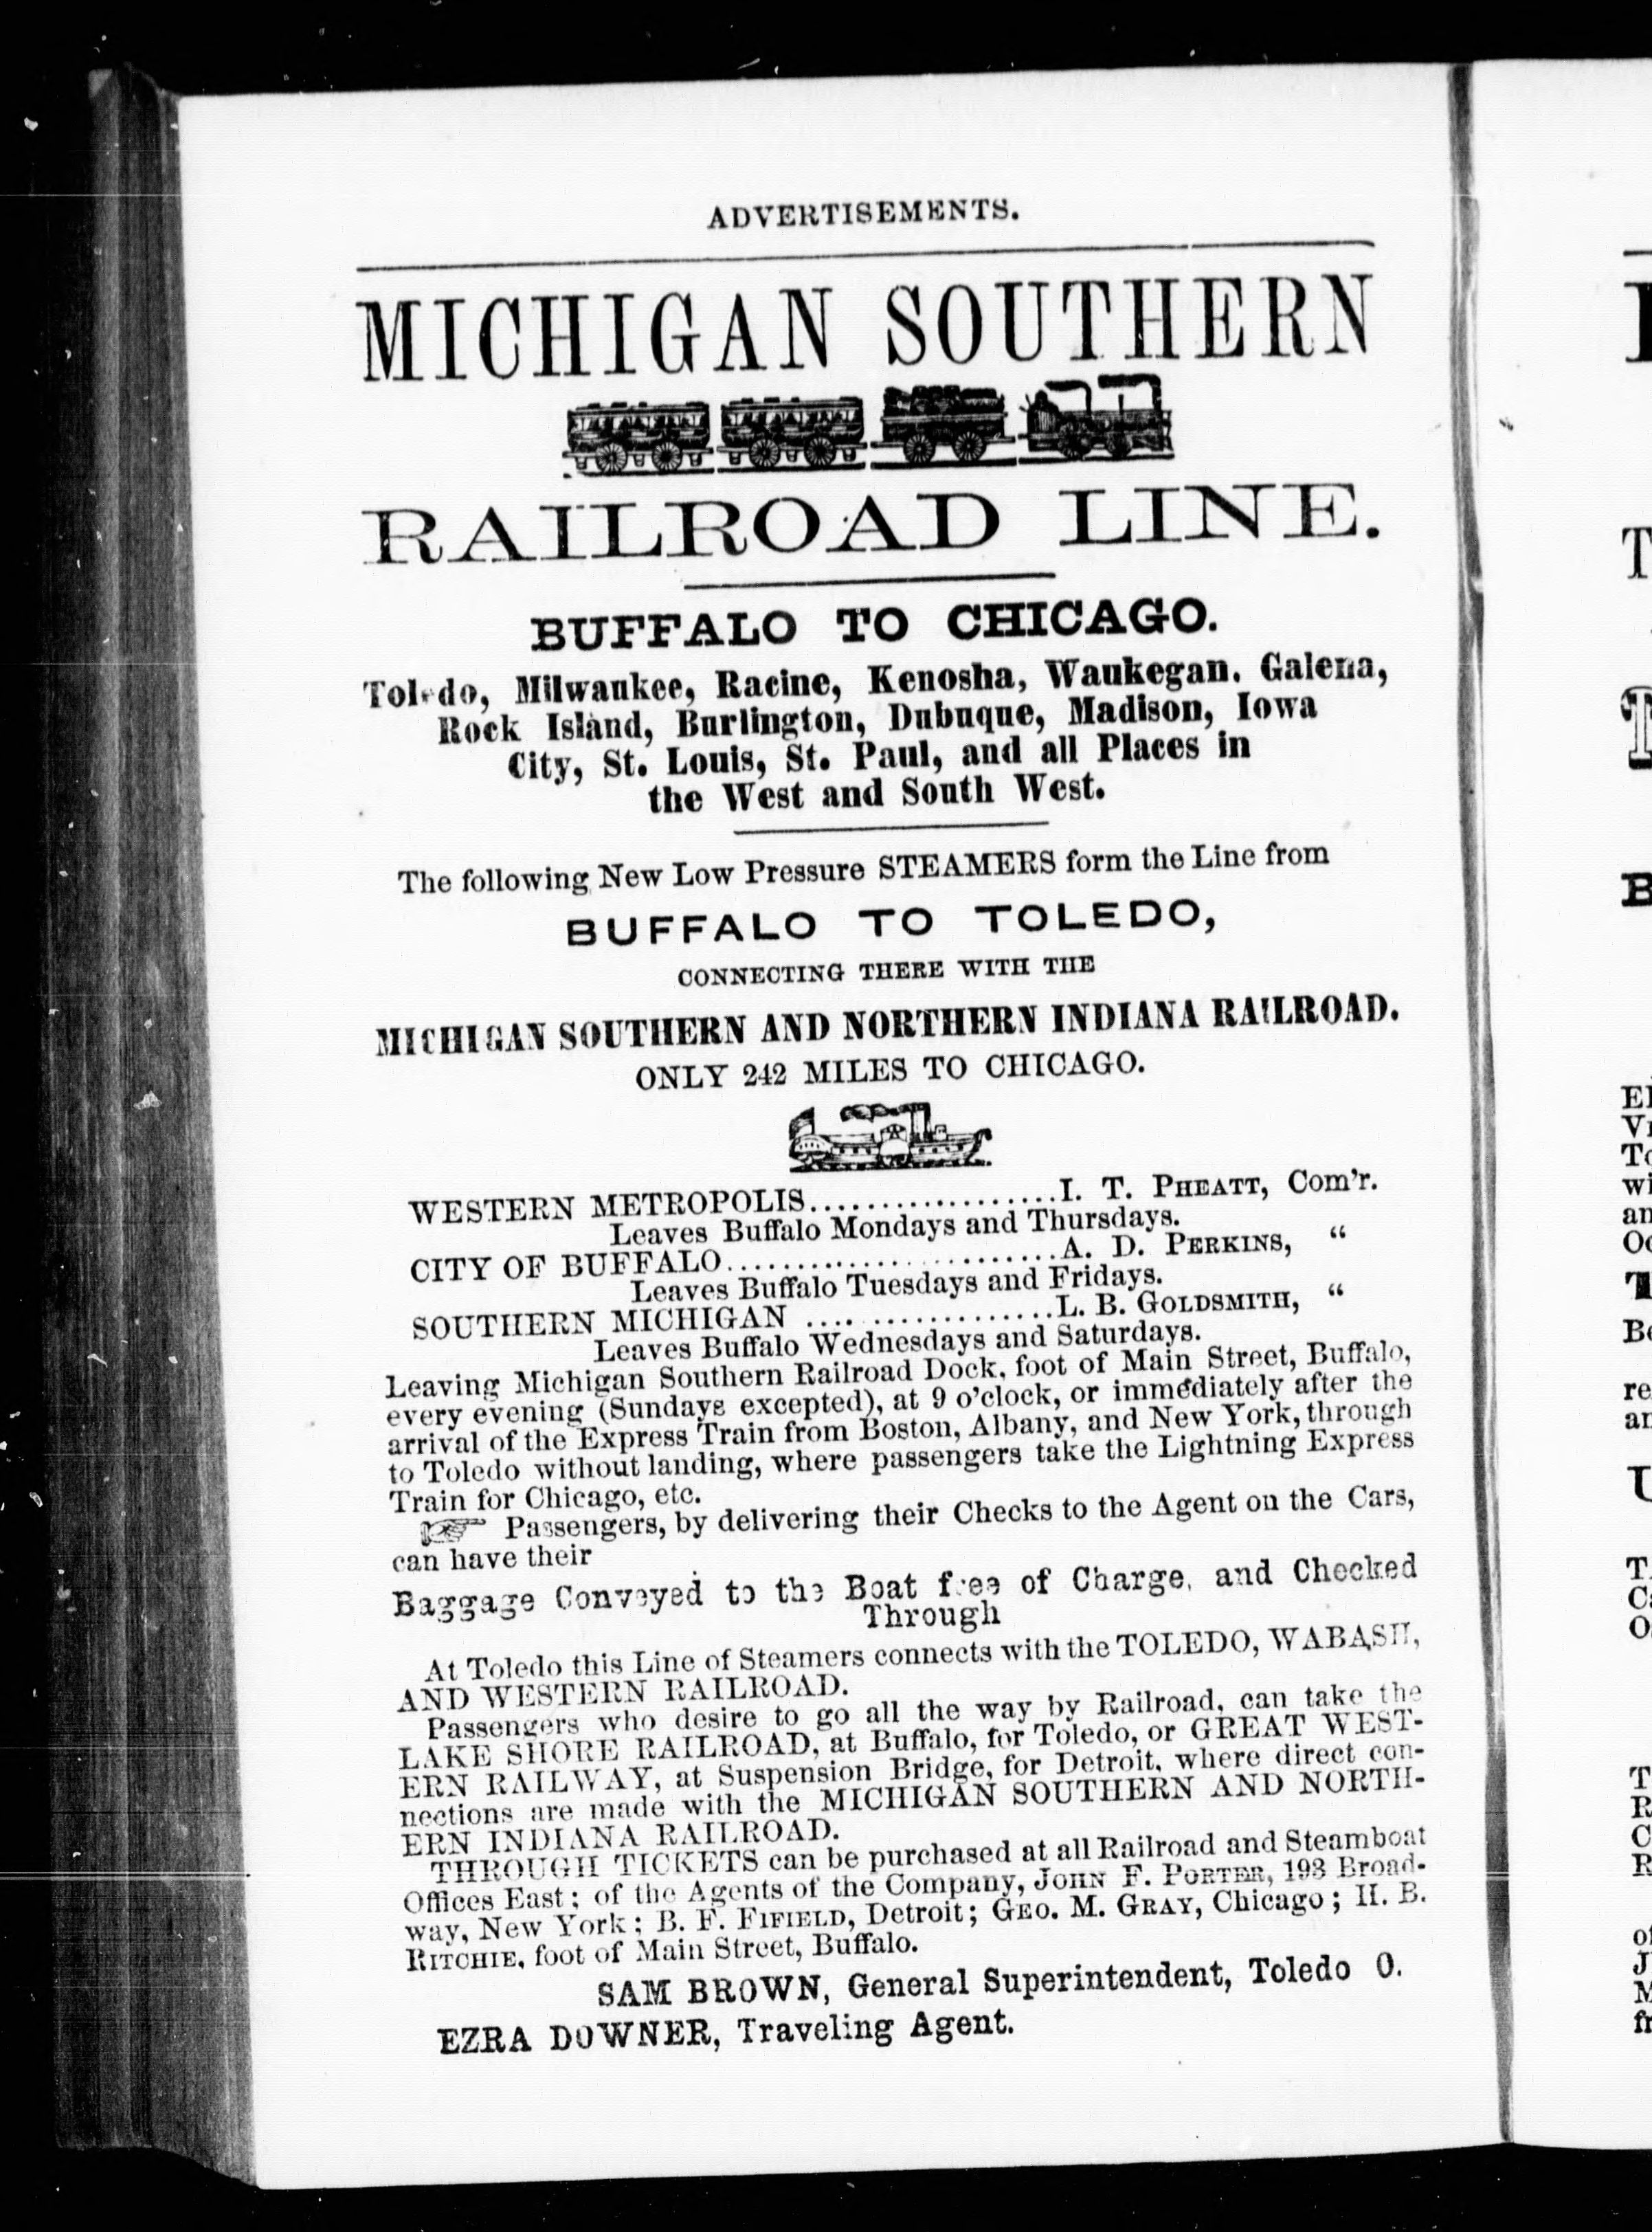 ADVERTISEMENTS.
MICHIGAN SOUTHERN
RAILROAD LINE.
BUFFALO TO CHICAGO.
Toledo, Milwaukee, Racine, Kenosha, Waukegan. Galena,
Rock Island, Burlington, Dubuque, Madison, Iowa
City, St. Louis, St. Paul, and all Places in
the West and South West.
The following New Low Pressure STEAMERS form the Line from
BUFFALO TO TOLEDO,
CONNECTING THERE WITH THE
MICHIGAN SOUTHERN AND NORTHERN INDIANA RAILROAD.
ONLY 242 MILES TO CHICAGO.
WESTERN METROPOLIS..................I. T. PHEATT, Com'r.
Leaves Buffalo Mondays and Thursdays.
CITY OF BUFFALO........................A. D. PERKINS, “
Leaves Buffalo Tuesdays and Fridays.
SOUTHERN MICHIGAN ..................L. B. GOLDSMITH, “
Leaves Buffalo Wednesdays and Saturdays.
Leaving Michigan Southern Railroad Dock, foot of Main Street, Buffalo,
every evening (Sundays excepted), at 9 o'clock, or immediately after the
arrival of the Express Train from Boston, Albany, and New York, through
to Toledo without landing, where passengers take the Lightning Express
Train for Chicago, etc.
☞ Passengers, by delivering their Checks to the Agent on the Cars,
can have their
Baggage Conveyed to the Boat free of Charge, and Checked
Through
At Toledo this Line of Steamers connects with the TOLEDO, WABASH,
AND WESTERN RAILROAD.
Passengers who desire to go all the way by Railroad, can take the
LAKE SHORE RAILROAD, at Buffalo, for Toledo, or GREAT WEST-
ERN RAILWAY, at Suspension Bridge, for Detroit, where direct con-
nections are made with the MICHIGAN SOUTHERN AND NORTH-
ERN INDIANA RAILROAD.
THROUGH TICKETS can be purchased at all Railroad and Steamboat
Offices East; of the Agents of the Company, JOHN F. PORTER, 193 Broad-
way, New York; B. F. FIFIELD, Detroit; GEO. M. GRAY, Chicago; H. B.
RITCHIE, foot of Main Street, Buffalo.
SAM BROWN, General Superintendent, Toledo O.
EZRA DOWNER, Traveling Agent.